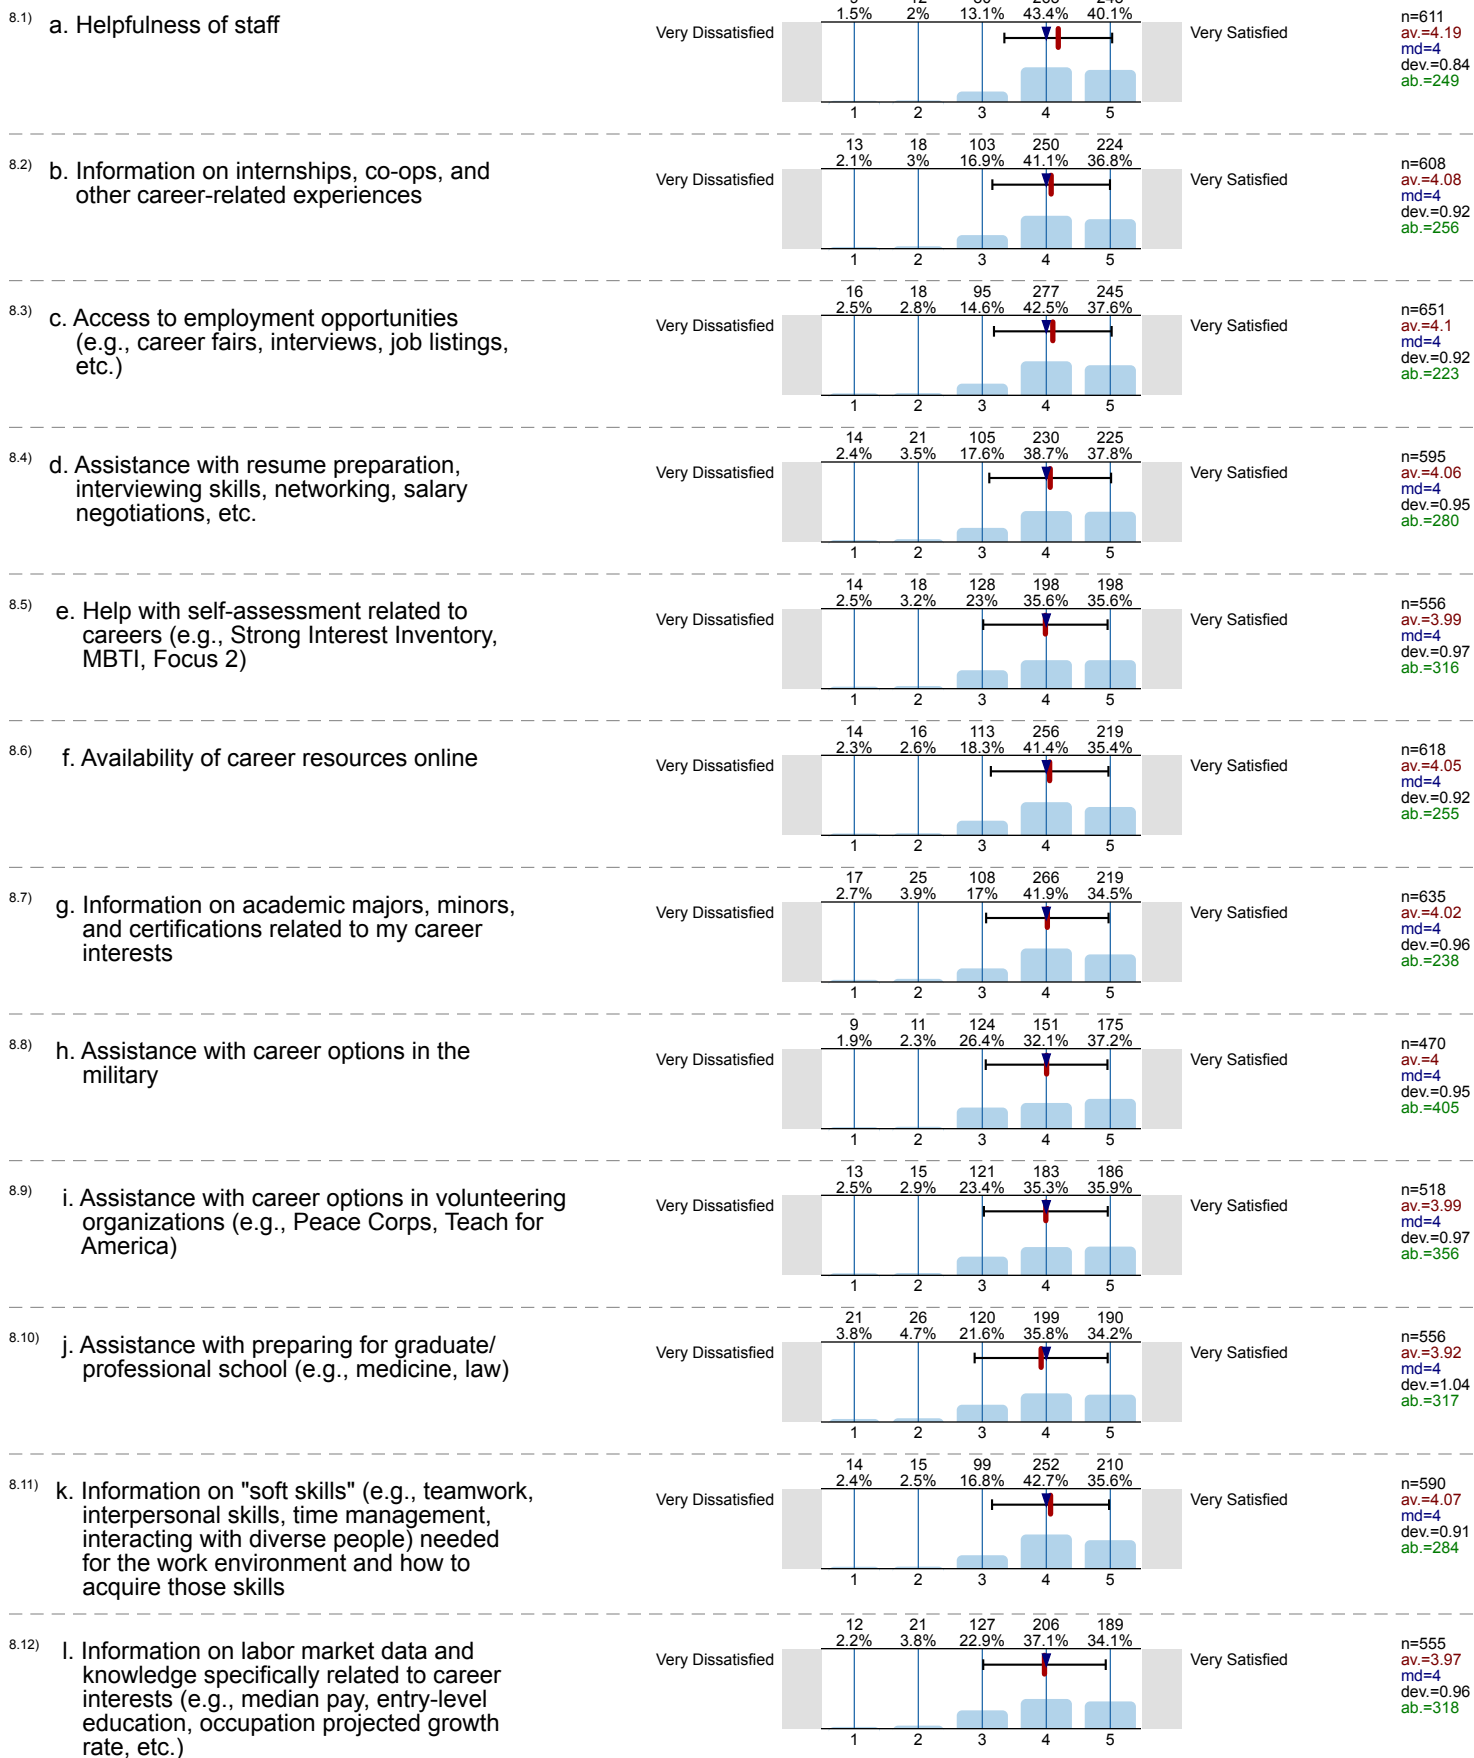 8.1) a. Helpfulness of staff
1.5% 2% 13.1% 43.4% 40.1%
Very Dissatisfied Very Satisfied
1 2 3 4 5
n=611
av.=4.19
md=4
dev.=0.84
ab.=249
8.2) b. Information on internships, co-ops, and
other career-related experiences
13 18 103 250 224
2.1% 3% 16.9% 41.1% 36.8%
Very Dissatisfied Very Satisfied
1 2 3 4 5
n=608
av.=4.08
md=4
dev.=0.92
ab.=256
8.3) c. Access to employment opportunities
(e.g., career fairs, interviews, job listings,
etc.)
16 18 95 277 245
2.5% 2.8% 14.6% 42.5% 37.6%
Very Dissatisfied Very Satisfied
1 2 3 4 5
n=651
av.=4.1
md=4
dev.=0.92
ab.=223
8.4) d. Assistance with resume preparation,
interviewing skills, networking, salary
negotiations, etc.
14 21 105 230 225
2.4% 3.5% 17.6% 38.7% 37.8%
Very Dissatisfied Very Satisfied
1 2 3 4 5
n=595
av.=4.06
md=4
dev.=0.95
ab.=280
8.5) e. Help with self-assessment related to
careers (e.g., Strong Interest Inventory,
MBTI, Focus 2)
14 18 128 198 198
2.5% 3.2% 23% 35.6% 35.6%
Very Dissatisfied Very Satisfied
1 2 3 4 5
n=556
av.=3.99
md=4
dev.=0.97
ab.=316
8.6) f. Availability of career resources online
14 16 113 256 219
2.3% 2.6% 18.3% 41.4% 35.4%
Very Dissatisfied Very Satisfied
1 2 3 4 5
n=618
av.=4.05
md=4
dev.=0.92
ab.=255
8.7) g. Information on academic majors, minors,
and certifications related to my career
interests
17 25 108 266 219
2.7% 3.9% 17% 41.9% 34.5%
Very Dissatisfied Very Satisfied
1 2 3 4 5
n=635
av.=4.02
md=4
dev.=0.96
ab.=238
8.8) h. Assistance with career options in the
military
9 11 124 151 175
1.9% 2.3% 26.4% 32.1% 37.2%
Very Dissatisfied Very Satisfied
1 2 3 4 5
n=470
av.=4
md=4
dev.=0.95
ab.=405
8.9) i. Assistance with career options in volunteering
organizations (e.g., Peace Corps, Teach for
America)
13 15 121 183 186
2.5% 2.9% 23.4% 35.3% 35.9%
Very Dissatisfied Very Satisfied
1 2 3 4 5
n=518
av.=3.99
md=4
dev.=0.97
ab.=356
8.10) j. Assistance with preparing for graduate/
professional school (e.g., medicine, law)
21 26 120 199 190
3.8% 4.7% 21.6% 35.8% 34.2%
Very Dissatisfied Very Satisfied
1 2 3 4 5
n=556
av.=3.92
md=4
dev.=1.04
ab.=317
8.11) k. Information on "soft skills" (e.g., teamwork,
interpersonal skills, time management,
interacting with diverse people) needed
for the work environment and how to
acquire those skills
14 15 99 252 210
2.4% 2.5% 16.8% 42.7% 35.6%
Very Dissatisfied Very Satisfied
1 2 3 4 5
n=590
av.=4.07
md=4
dev.=0.91
ab.=284
8.12) l. Information on labor market data and
knowledge specifically related to career
interests (e.g., median pay, entry-level
education, occupation projected growth
rate, etc.)
12 21 127 206 189
2.2% 3.8% 22.9% 37.1% 34.1%
Very Dissatisfied Very Satisfied
1 2 3 4 5
n=555
av.=3.97
md=4
dev.=0.96
ab.=318